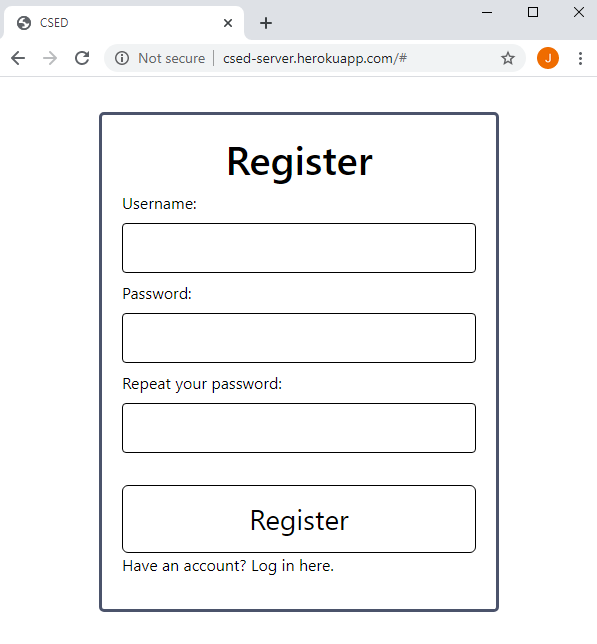 CSED
Not secure | csed-server.herokuapp.com/#
J
Register
Username:
Password:
Repeat your password:
Register
Have an account? Log in here.